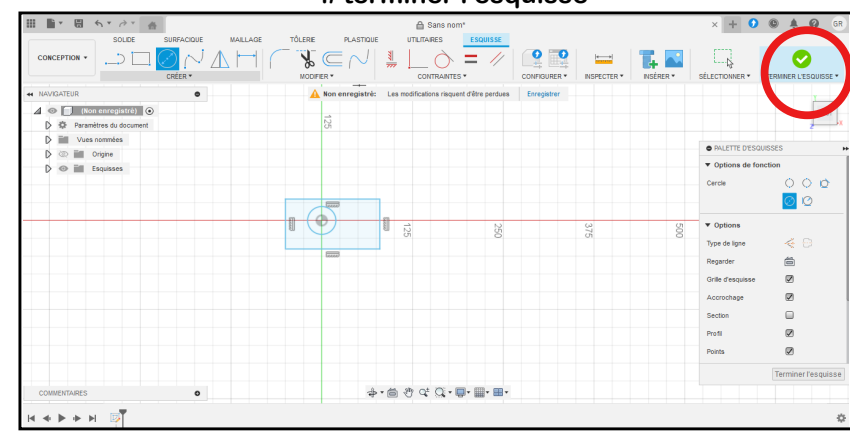 // terminer l'esquisse
Sans nom*
GR
SOLIDE SURFACIQUE MAILLAGE TÔLERIE PLASTIQUE UTILITAIRES ESQUISSE
CONCEPTION
CRÉER MODIFIER CONTRAINTES CONFIGURER INSPECTER INSÉRER SÉLECTIONNER TERMINER L'ESQUISSE
NAVIGATEUR
Non enregistré: Les modifications risquent d'être perdues Enregistrer
(Non enregistré)
Paramètres du document
Vues nommées
Origine
Esquisses
125
125
250
375
500
Z X
PALETTE D'ESQUISSES
Options de fonction
Cercle
Options
Type de ligne
Regarder
Grille d'esquisse
Accrochage
Section
Profil
Points
Terminer l'esquisse
COMMENTAIRES